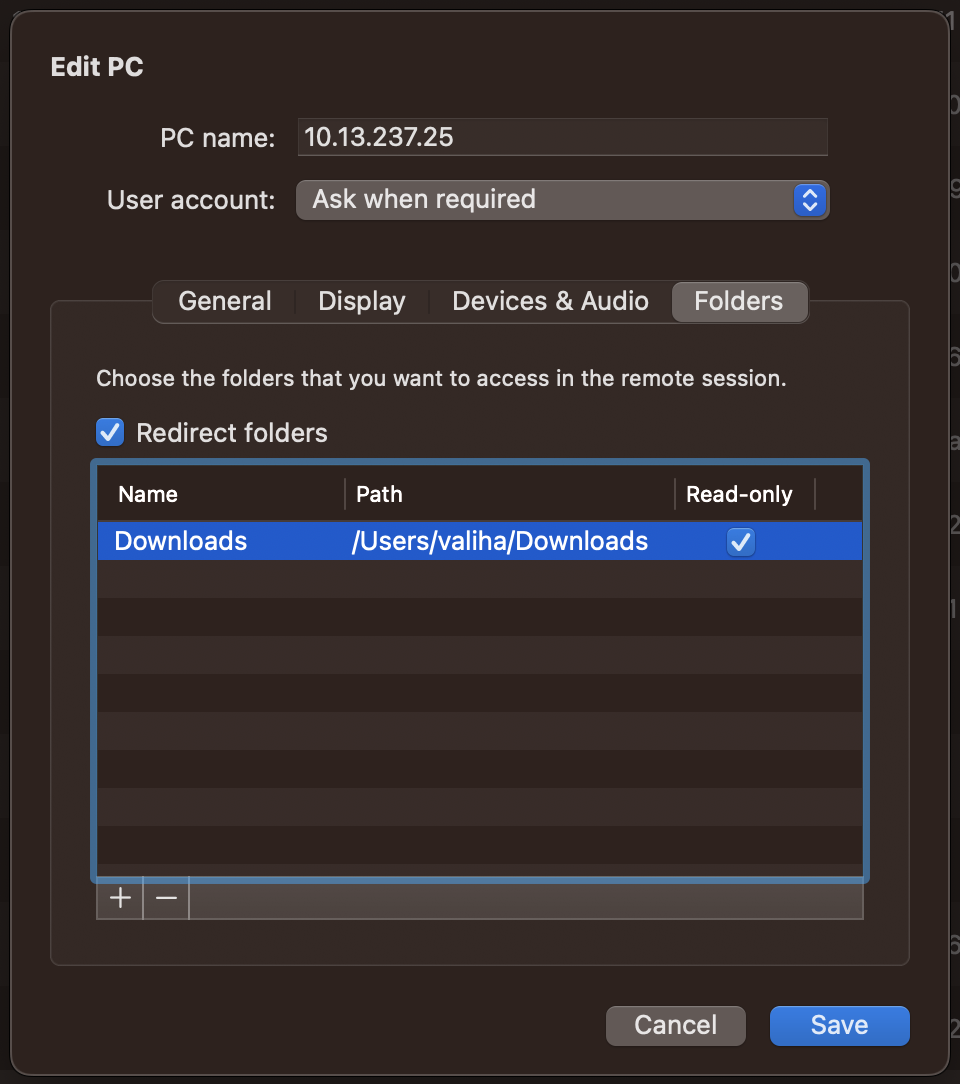 Edit PC
PC name: 10.13.237.25
User account: Ask when required
General Display Devices & Audio Folders
Choose the folders that you want to access in the remote session.
Redirect folders
Name Path Read-only
Downloads /Users/valiha/Downloads
Cancel Save